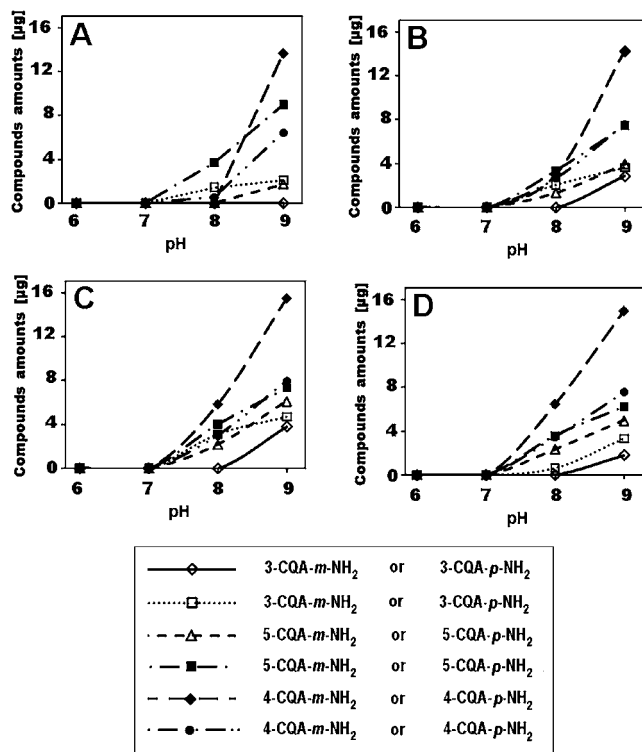 A
Compounds amounts [µg]
16
12
8
4
0
6 7 8 9
pH
B
Compounds amounts [µg]
16
12
8
4
0
6 7 8 9
pH
C
Compounds amounts [µg]
16
12
8
4
0
6 7 8 9
pH
D
Compounds amounts [µg]
16
12
8
4
0
6 7 8 9
pH
3-CQA-m-NH2 or 3-CQA-p-NH2
3-CQA-m-NH2 or 3-CQA-p-NH2
5-CQA-m-NH2 or 5-CQA-p-NH2
5-CQA-m-NH2 or 5-CQA-p-NH2
4-CQA-m-NH2 or 4-CQA-p-NH2
4-CQA-m-NH2 or 4-CQA-p-NH2